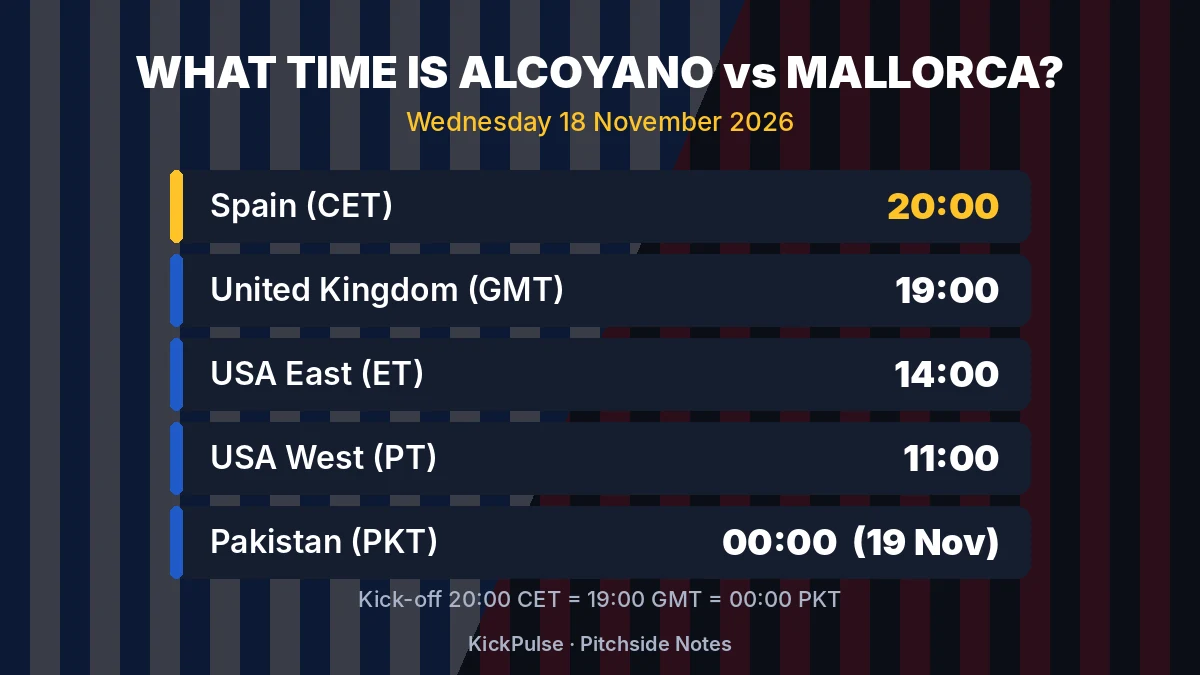 WHAT TIME IS ALCOYANO vs MALLORCA?
Wednesday 18 November 2026
Spain (CET) 20:00
United Kingdom (GMT) 19:00
USA East (ET) 14:00
USA West (PT) 11:00
Pakistan (PKT) 00:00 (19 Nov)
Kick-off 20:00 CET = 19:00 GMT = 00:00 PKT
KickPulse · Pitchside Notes